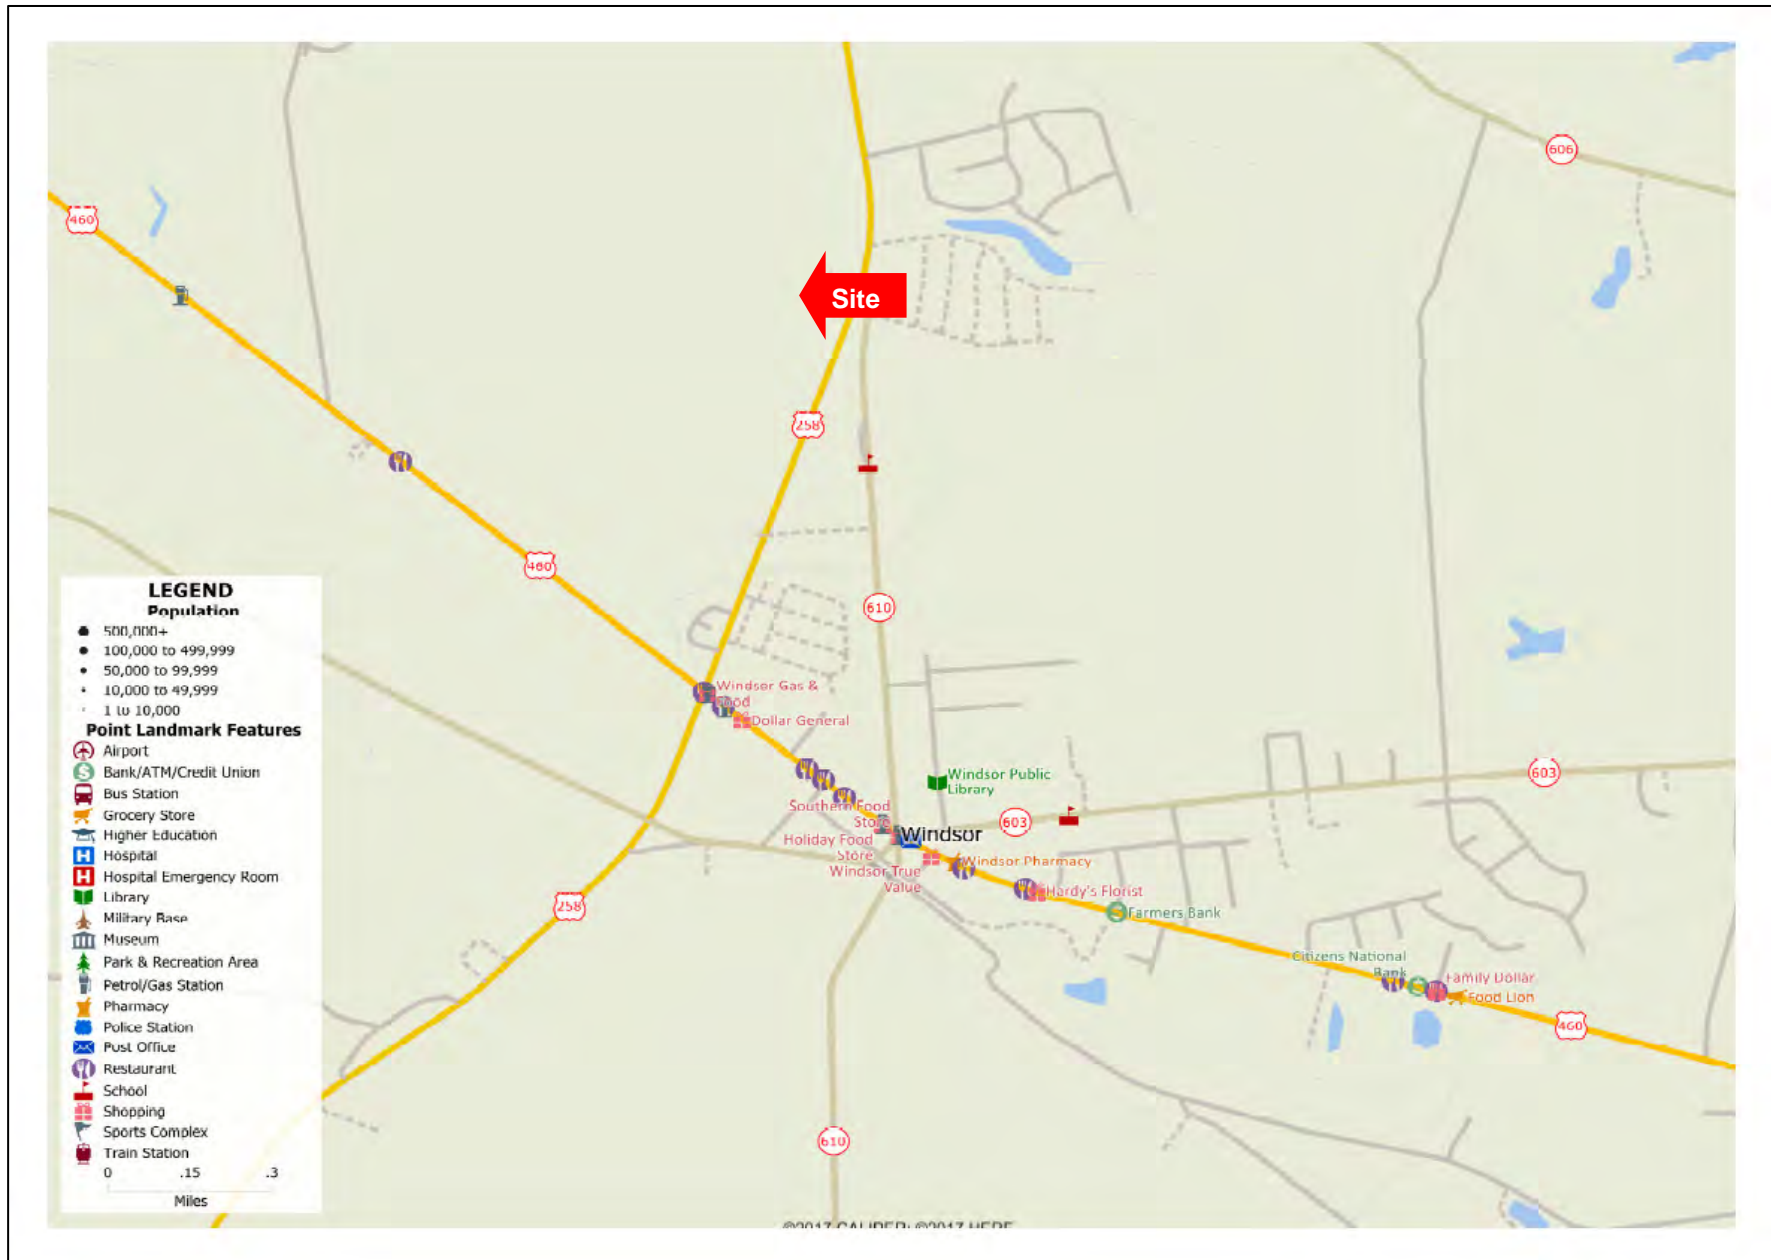 606
460
Site
258
460
610
Windsor Gas &
Food
Dollar General
603
Windsor Public
Library
Southern Food
Store
603
Windsor
Holiday Food
Store
Windsor Pharmacy
Windsor True
Value
Hardy's Florist
258
Farmers Bank
Citizens National
Bank
Family Dollar
Food Lion
460
610
LEGEND
Population
500,000+
100,000 to 499,999
50,000 to 99,999
10,000 to 49,999
1 to 10,000
Point Landmark Features
Airport
Bank/ATM/Credit Union
Bus Station
Grocery Store
Higher Education
Hospital
Hospital Emergency Room
Library
Military Base
Museum
Park & Recreation Area
Petrol/Gas Station
Pharmacy
Police Station
Post Office
Restaurant
School
Shopping
Sports Complex
Train Station
0 .15 .3
Miles
©2017 CALIPER; ©2017 HERE